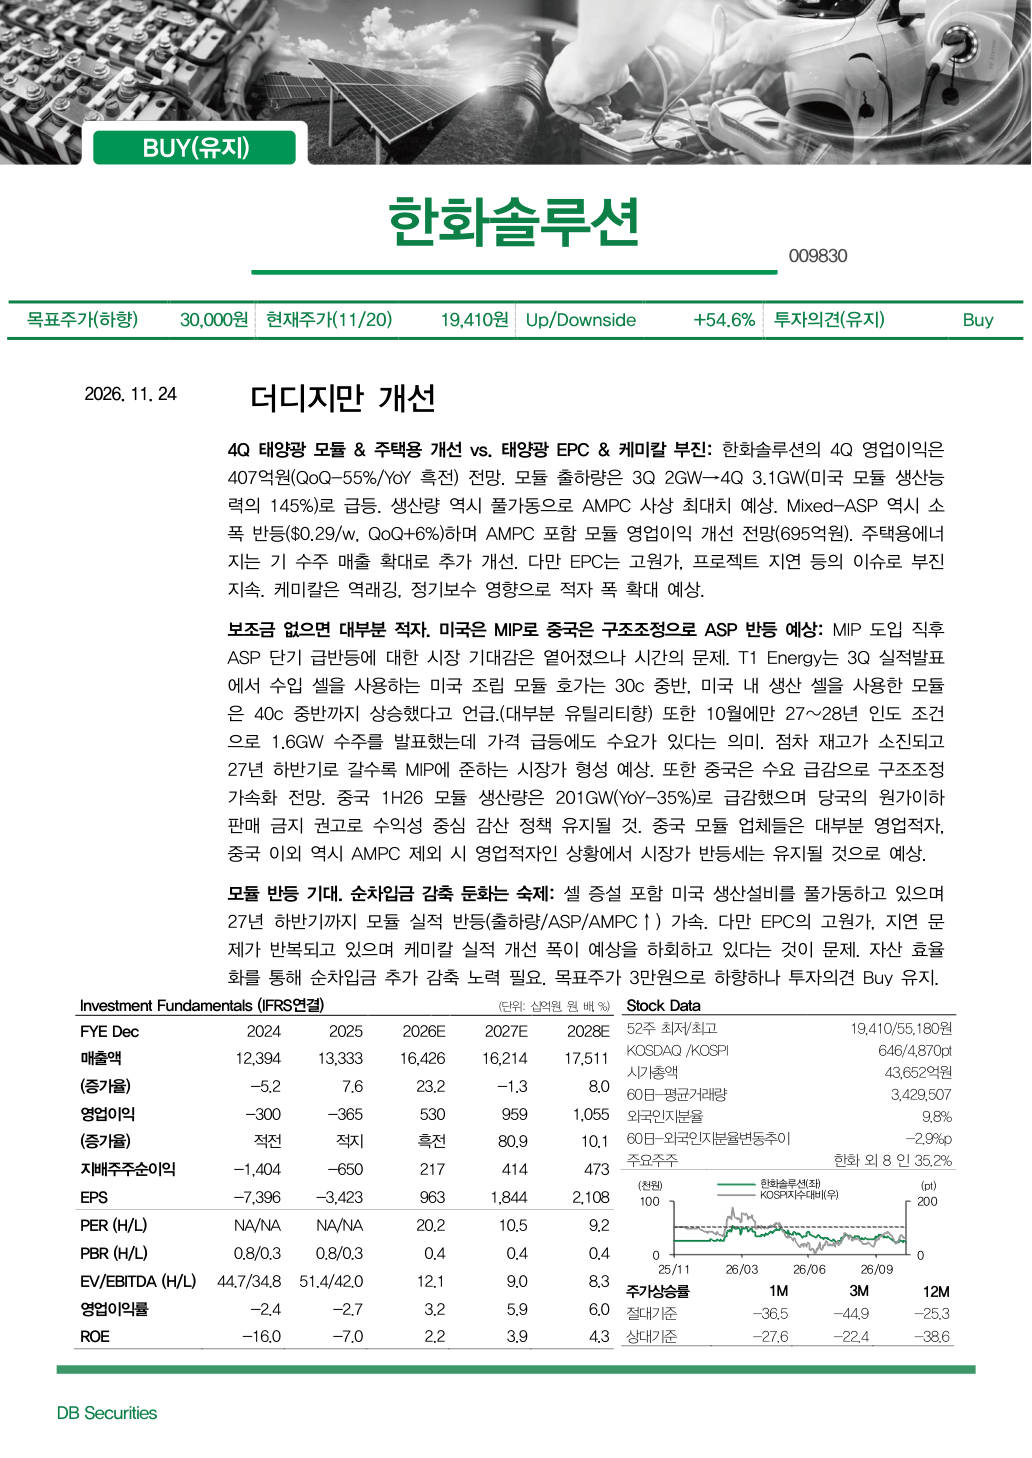 BUY(유지)
한화솔루션
009830
목표주가(하향) 30,000원 현재주가(11/20) 19,410원 Up/Downside +54.6% 투자의견(유지) Buy
2026. 11. 24
더디지만 개선
4Q 태양광 모듈 & 주택용 개선 vs. 태양광 EPC & 케미칼 부진: 한화솔루션의 4Q 영업이익은
407억원(QoQ-55%/YoY 흑전) 전망. 모듈 출하량은 3Q 2GW→4Q 3.1GW(미국 모듈 생산능
력의 145%)로 급등. 생산량 역시 풀가동으로 AMPC 사상 최대치 예상. Mixed-ASP 역시 소
폭 반등($0.29/w, QoQ+6%)하며 AMPC 포함 모듈 영업이익 개선 전망(695억원). 주택용에너
지는 기 수주 매출 확대로 추가 개선. 다만 EPC는 고원가, 프로젝트 지연 등의 이슈로 부진
지속. 케미칼은 역래깅, 정기보수 영향으로 적자 폭 확대 예상.
보조금 없으면 대부분 적자. 미국은 MIP로 중국은 구조조정으로 ASP 반등 예상: MIP 도입 직후
ASP 단기 급반등에 대한 시장 기대감은 옅어졌으나 시간의 문제. T1 Energy는 3Q 실적발표
에서 수입 셀을 사용하는 미국 조립 모듈 호가는 30c 중반, 미국 내 생산 셀을 사용한 모듈
은 40c 중반까지 상승했다고 언급.(대부분 유틸리티향) 또한 10월에만 27~28년 인도 조건
으로 1.6GW 수주를 발표했는데 가격 급등에도 수요가 있다는 의미. 점차 재고가 소진되고
27년 하반기로 갈수록 MIP에 준하는 시장가 형성 예상. 또한 중국은 수요 급감으로 구조조정
가속화 전망. 중국 1H26 모듈 생산량은 201GW(YoY-35%)로 급감했으며 당국의 원가이하
판매 금지 권고로 수익성 중심 감산 정책 유지될 것. 중국 모듈 업체들은 대부분 영업적자,
중국 이외 역시 AMPC 제외 시 영업적자인 상황에서 시장가 반등세는 유지될 것으로 예상.
모듈 반등 기대. 순차입금 감축 둔화는 숙제: 셀 증설 포함 미국 생산설비를 풀가동하고 있으며
27년 하반기까지 모듈 실적 반등(출하량/ASP/AMPC↑) 가속. 다만 EPC의 고원가, 지연 문
제가 반복되고 있으며 케미칼 실적 개선 폭이 예상을 하회하고 있다는 것이 문제. 자산 효율
화를 통해 순차입금 추가 감축 노력 필요. 목표주가 3만원으로 하향하나 투자의견 Buy 유지.
Investment Fundamentals (IFRS연결) (단위: 십억원, 원, 배, %)
FYE Dec 2024 2025 2026E 2027E 2028E
매출액 12,394 13,333 16,426 16,214 17,511
(증가율) -5.2 7.6 23.2 -1.3 8.0
영업이익 -300 -365 530 959 1,055
(증가율) 적전 적지 흑전 80.9 10.1
지배주주순이익 -1,404 -650 217 414 473
EPS -7,396 -3,423 963 1,844 2,108
PER (H/L) NA/NA NA/NA 20.2 10.5 9.2
PBR (H/L) 0.8/0.3 0.8/0.3 0.4 0.4 0.4
EV/EBITDA (H/L) 44.7/34.8 51.4/42.0 12.1 9.0 8.3
영업이익률 -2.4 -2.7 3.2 5.9 6.0
ROE -16.0 -7.0 2.2 3.9 4.3
Stock Data
52주 최저/최고 19,410/55,180원
KOSDAQ /KOSPI 646/4,870pt
시가총액 43,652억원
60日-평균거래량 3,429,507
외국인지분율 9.8%
60日-외국인지분율변동추이 -2.9%p
주요주주 한화 외 8 인 35.2%
(천원) 한화솔루션(좌) (pt)
KOSPI지수대비(우)
100 200
0 0
25/11 26/03 26/06 26/09
주가상승률 1M 3M 12M
절대기준 -36.5 -44.9 -25.3
상대기준 -27.6 -22.4 -38.6
DB Securities